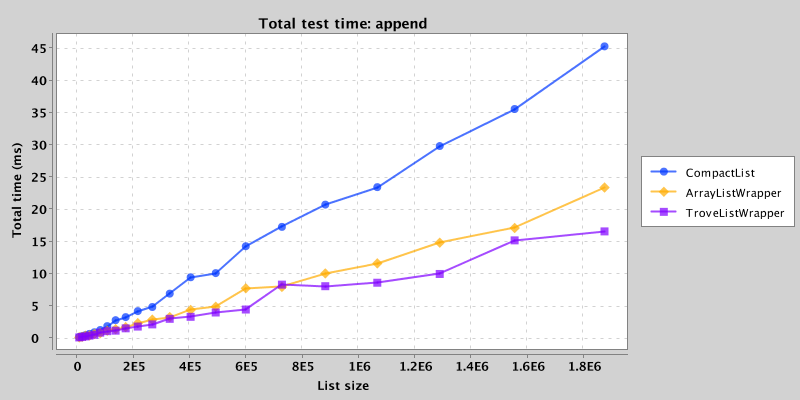 Total test time: append
Total time (ms)
45
40
35
30
25
20
15
10
5
0
0 2E5 4E5 6E5 8E5 1E6 1.2E6 1.4E6 1.6E6 1.8E6
List size
CompactList
ArrayListWrapper
TroveListWrapper